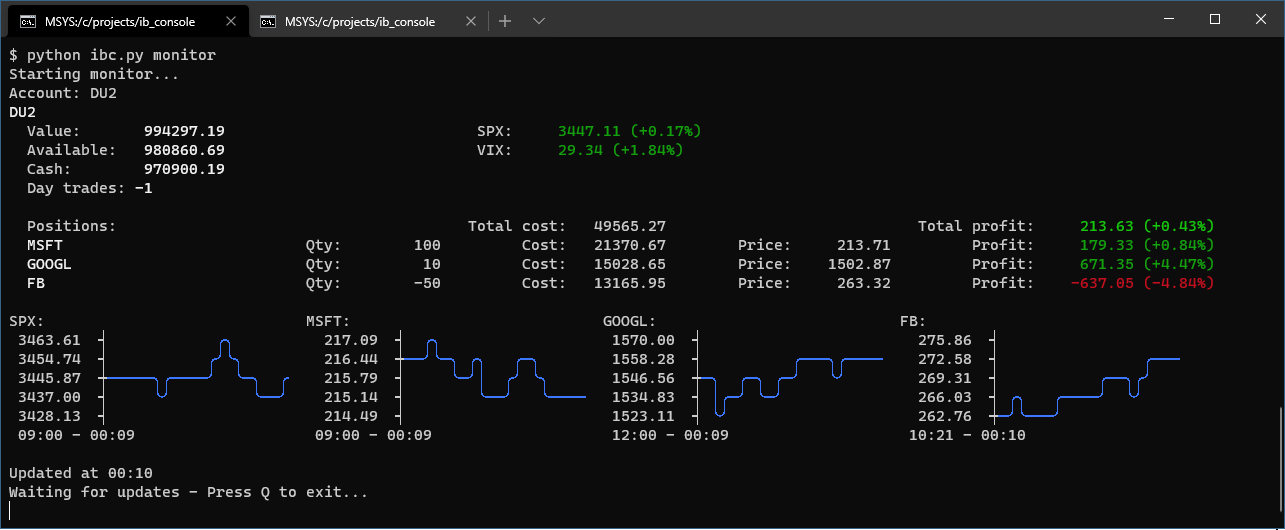 MSYS:/c/projects/ib_console MSYS:/c/projects/ib_console
$ python ibc.py monitor
Starting monitor...
Account: DU2
DU2
Value: 994297.19 SPX: 3447.11 (+0.17%)
Available: 980860.69 VIX: 29.34 (+1.84%)
Cash: 970900.19
Day trades: -1
Positions: Total cost: 49565.27 Total profit: 213.63 (+0.43%)
MSFT Qty: 100 Cost: 21370.67 Price: 213.71 Profit: 179.33 (+0.84%)
GOOGL Qty: 10 Cost: 15028.65 Price: 1502.87 Profit: 671.35 (+4.47%)
FB Qty: -50 Cost: 13165.95 Price: 263.32 Profit: -637.05 (-4.84%)
SPX: MSFT: GOOGL: FB:
3463.61 217.09 1570.00 275.86
3454.74 216.44 1558.28 272.58
3445.87 215.79 1546.56 269.31
3437.00 215.14 1534.83 266.03
3428.13 214.49 1523.11 262.76
09:00 - 00:09 09:00 - 00:09 12:00 - 00:09 10:21 - 00:10
Updated at 00:10
Waiting for updates - Press Q to exit...